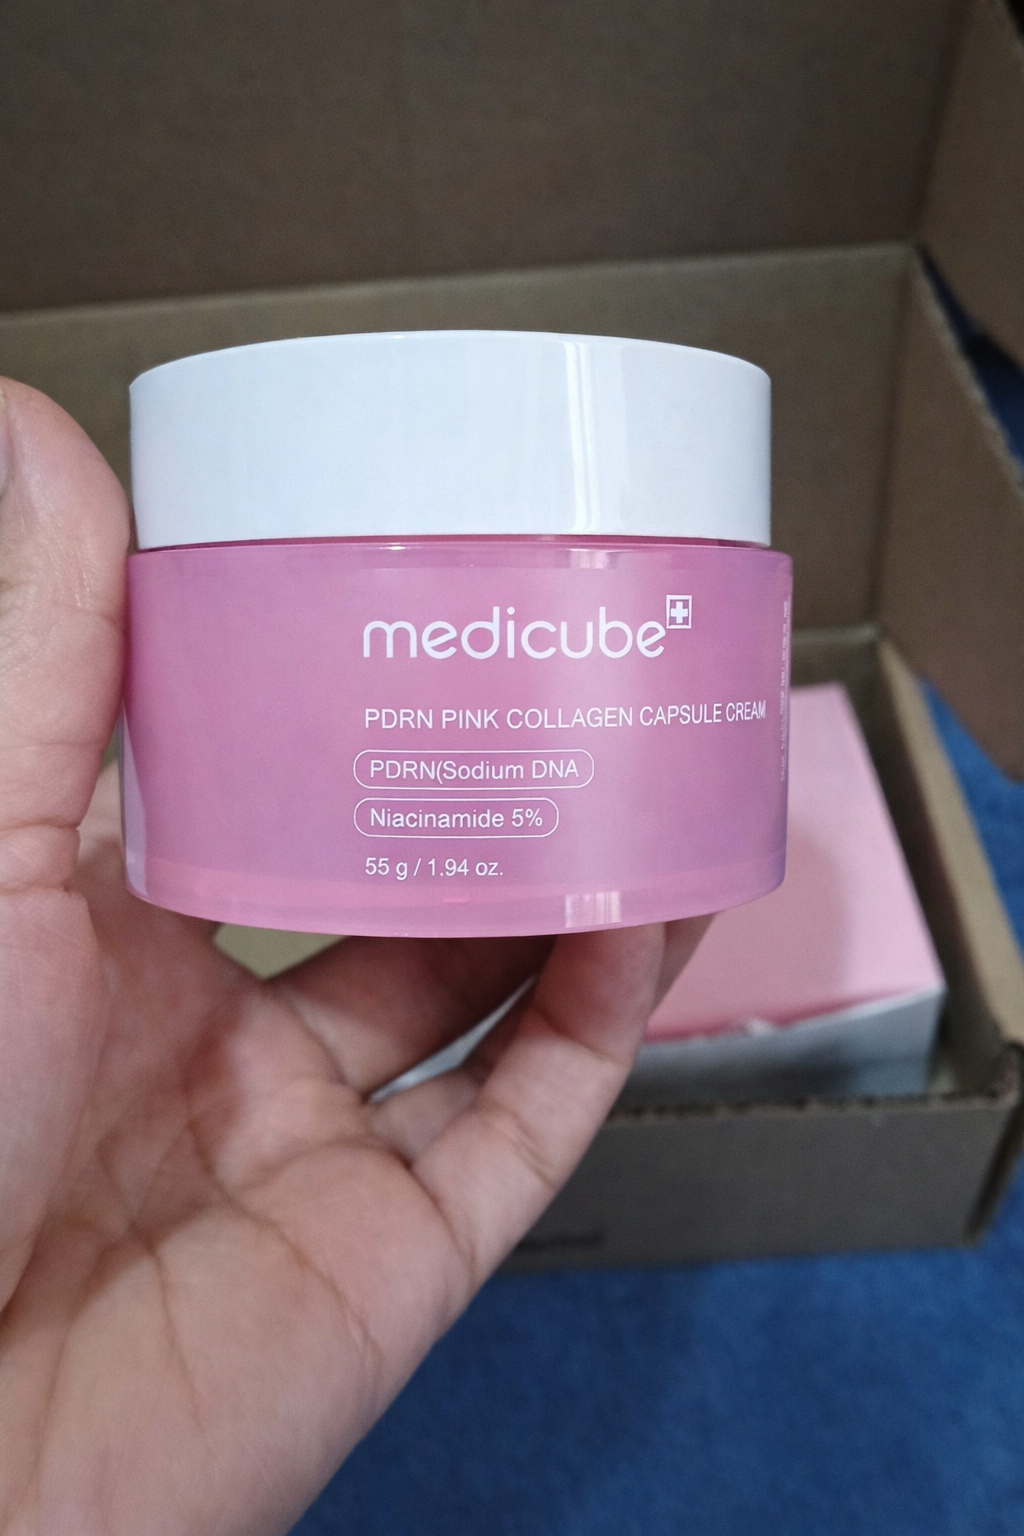 medicube
PDRN PINK COLLAGEN CAPSULE CREAM
PDRN(Sodium DNA
Niacinamide 5%
55 g / 1.94 oz.